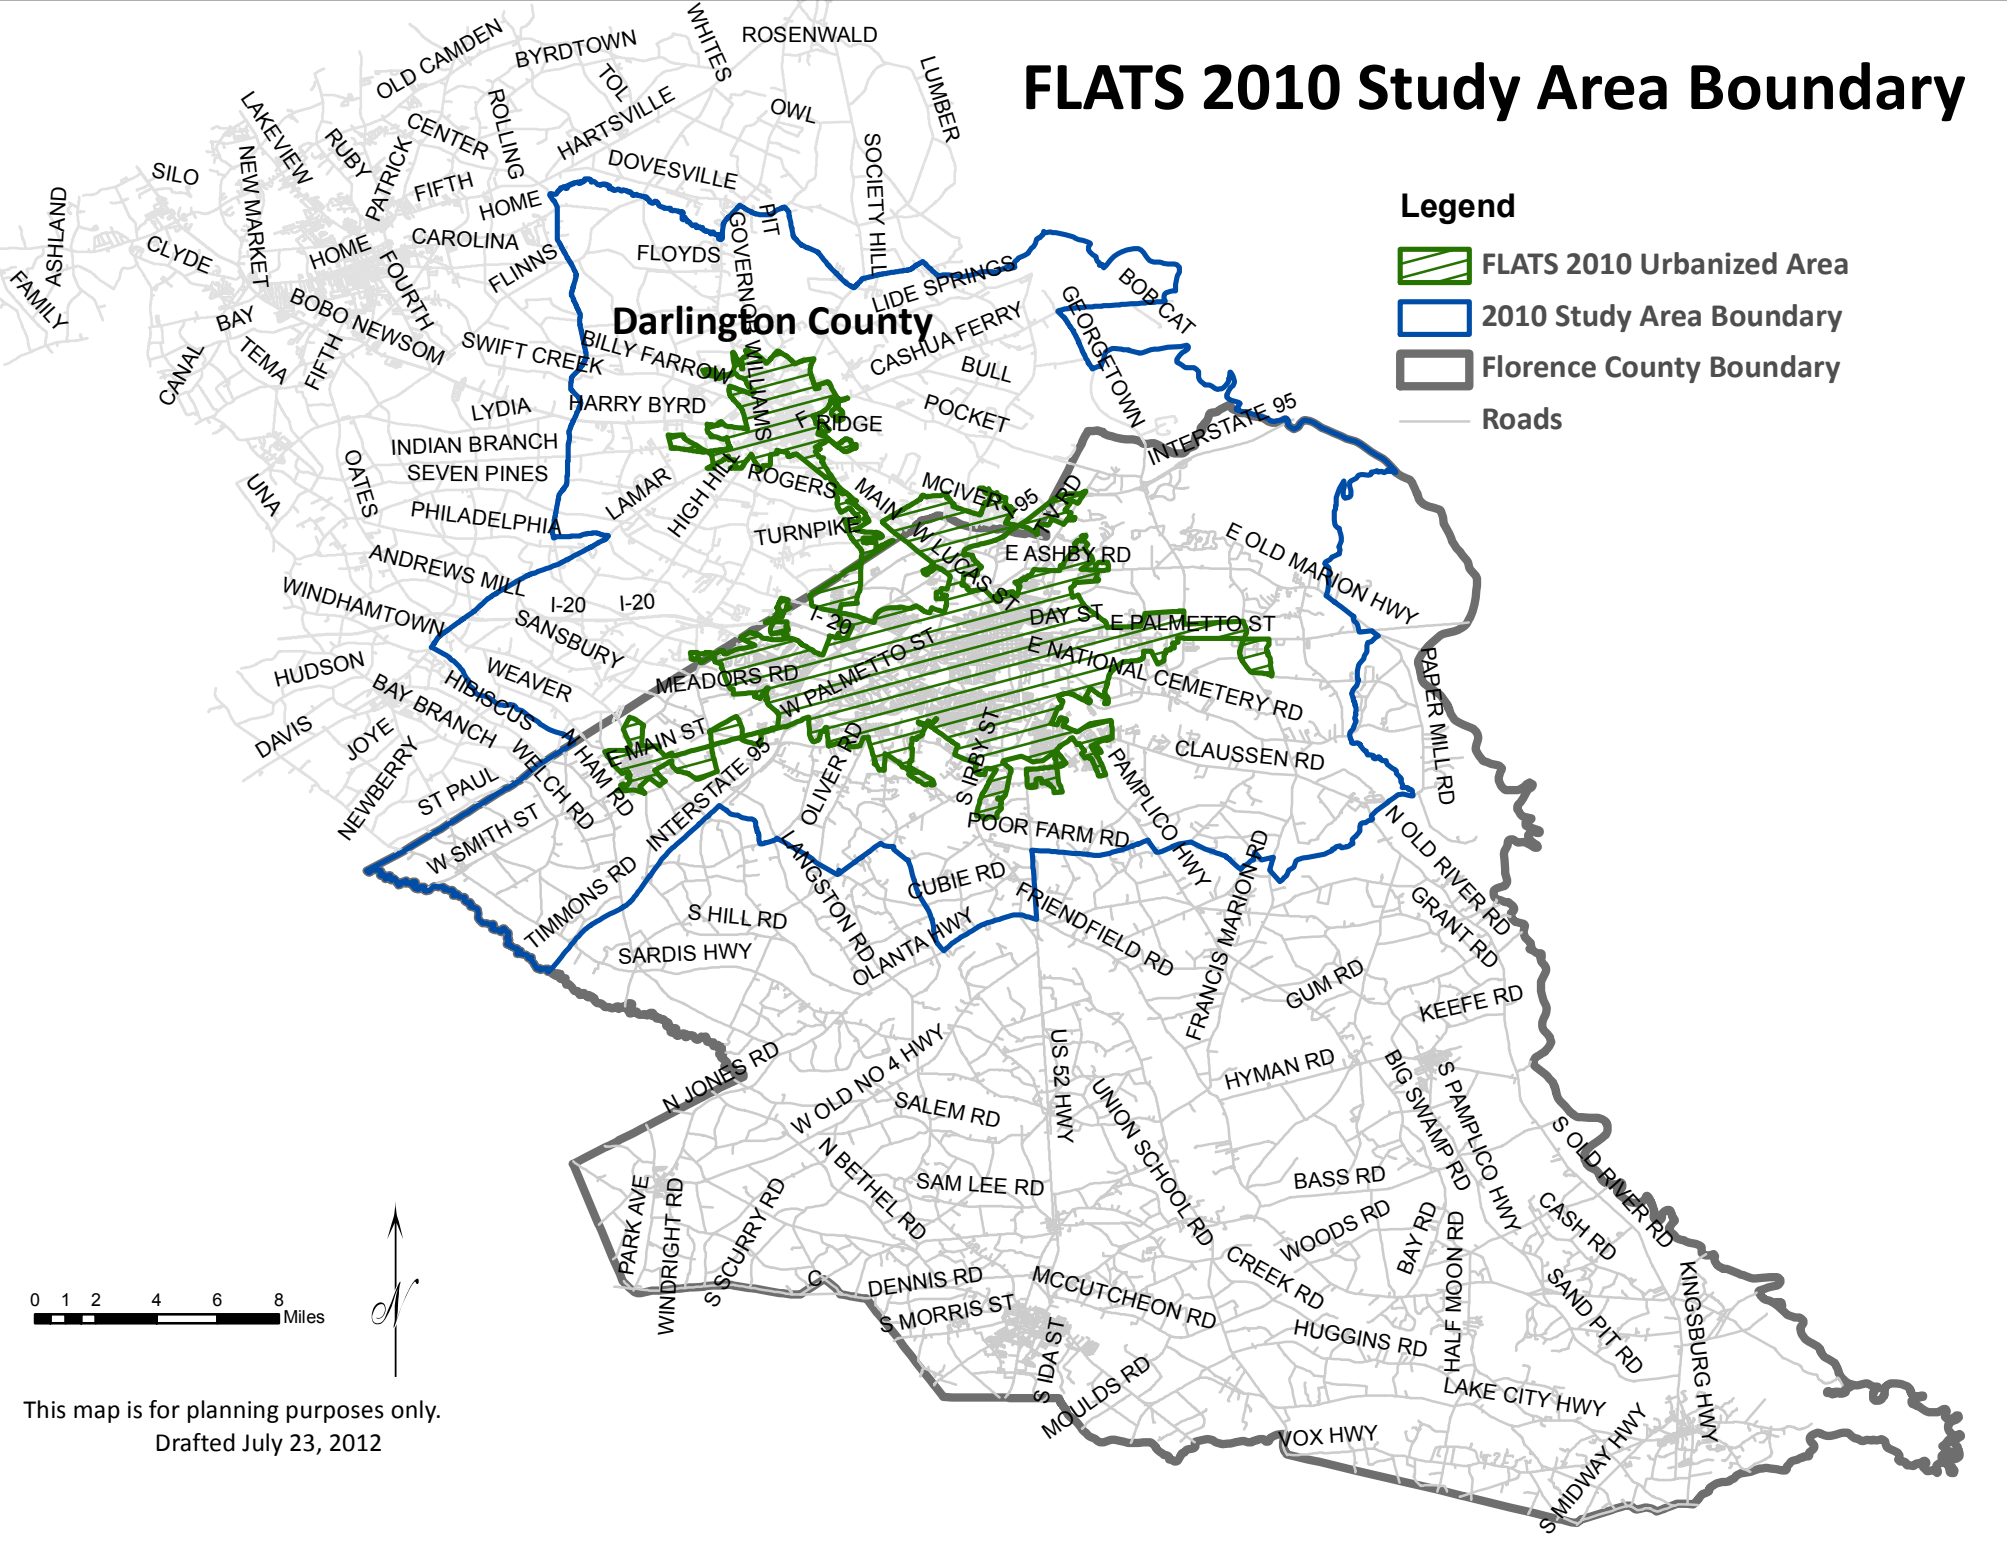 FLATS 2010 Study Area Boundary
Legend
FLATS 2010 Urbanized Area
2010 Study Area Boundary
Florence County Boundary
Roads
Darlington County
OLD CAMDEN
BYRDTOWN
WHITES
ROSENWALD
LUMBER
TOL
OWL
LAKEVIEW
RUBY
CENTER
ROLLING
HARTSVILLE
SOCIETY HILL
NEW MARKET
PATRICK
SILO
FIFTH
DOVESVILLE
ASHLAND
HOME
PIT
CLYDE
HOME
CAROLINA
FLINNS
FLOYDS
GOVERNOR WILLIAMS
FAMILY
FOURTH
LIDE SPRINGS
BOB CAT
BAY
BOBO NEWSOM
GEORGETOWN
CANAL
TEMA
FIFTH
SWIFT CREEK
BILLY FARROW
CASHUA FERRY
BULL
LYDIA
HARRY BYRD
F RIDGE
POCKET
INTERSTATE 95
INDIAN BRANCH
SEVEN PINES
OATES
UNA
LAMAR
HIGH HILL
ROGERS
MAIN
MCIVER
I-95
T V RD
PHILADELPHIA
TURNPIKE
W LUCAS ST
E ASHBY RD
E OLD MARION HWY
ANDREWS MILL
WINDHAMTOWN
I-20
I-20
I-20
SANSBURY
DAY ST
E PALMETTO ST
HUDSON
WEAVER
MEADORS RD
W PALMETTO ST
E NATIONAL CEMETERY RD
PAPER MILL RD
HIBISCUS
BAY BRANCH
DAVIS
JOYE
NEWBERRY
ST PAUL
WELCH RD
N HAM RD
E MAIN ST
INTERSTATE 95
OLIVER RD
S IRBY ST
CLAUSSEN RD
PAMPLICO HWY
W SMITH ST
POOR FARM RD
N OLD RIVER RD
TIMMONS RD
LANGSTON RD
CUBIE RD
FRANCIS MARION RD
GRANT RD
S HILL RD
FRIENDFIELD RD
SARDIS HWY
OLANTA HWY
GUM RD
KEEFE RD
N JONES RD
W OLD NO 4 HWY
US 52 HWY
HYMAN RD
SALEM RD
UNION SCHOOL RD
BIG SWAMP RD
S PAMPLICO HWY
S OLD RIVER RD
N BETHEL RD
SAM LEE RD
BASS RD
PARK AVE
WINDRIGHT RD
S SCURRY RD
WOODS RD
BAY RD
HALF MOON RD
CASH RD
C
DENNIS RD
MCCUTCHEON RD
CREEK RD
SAND PIT RD
KINGSBURG HWY
S MORRIS ST
S IDA ST
HUGGINS RD
MOULDS RD
LAKE CITY HWY
VOX HWY
S MIDWAY HWY
0 1 2 4 6 8
Miles
N
This map is for planning purposes only.
Drafted July 23, 2012